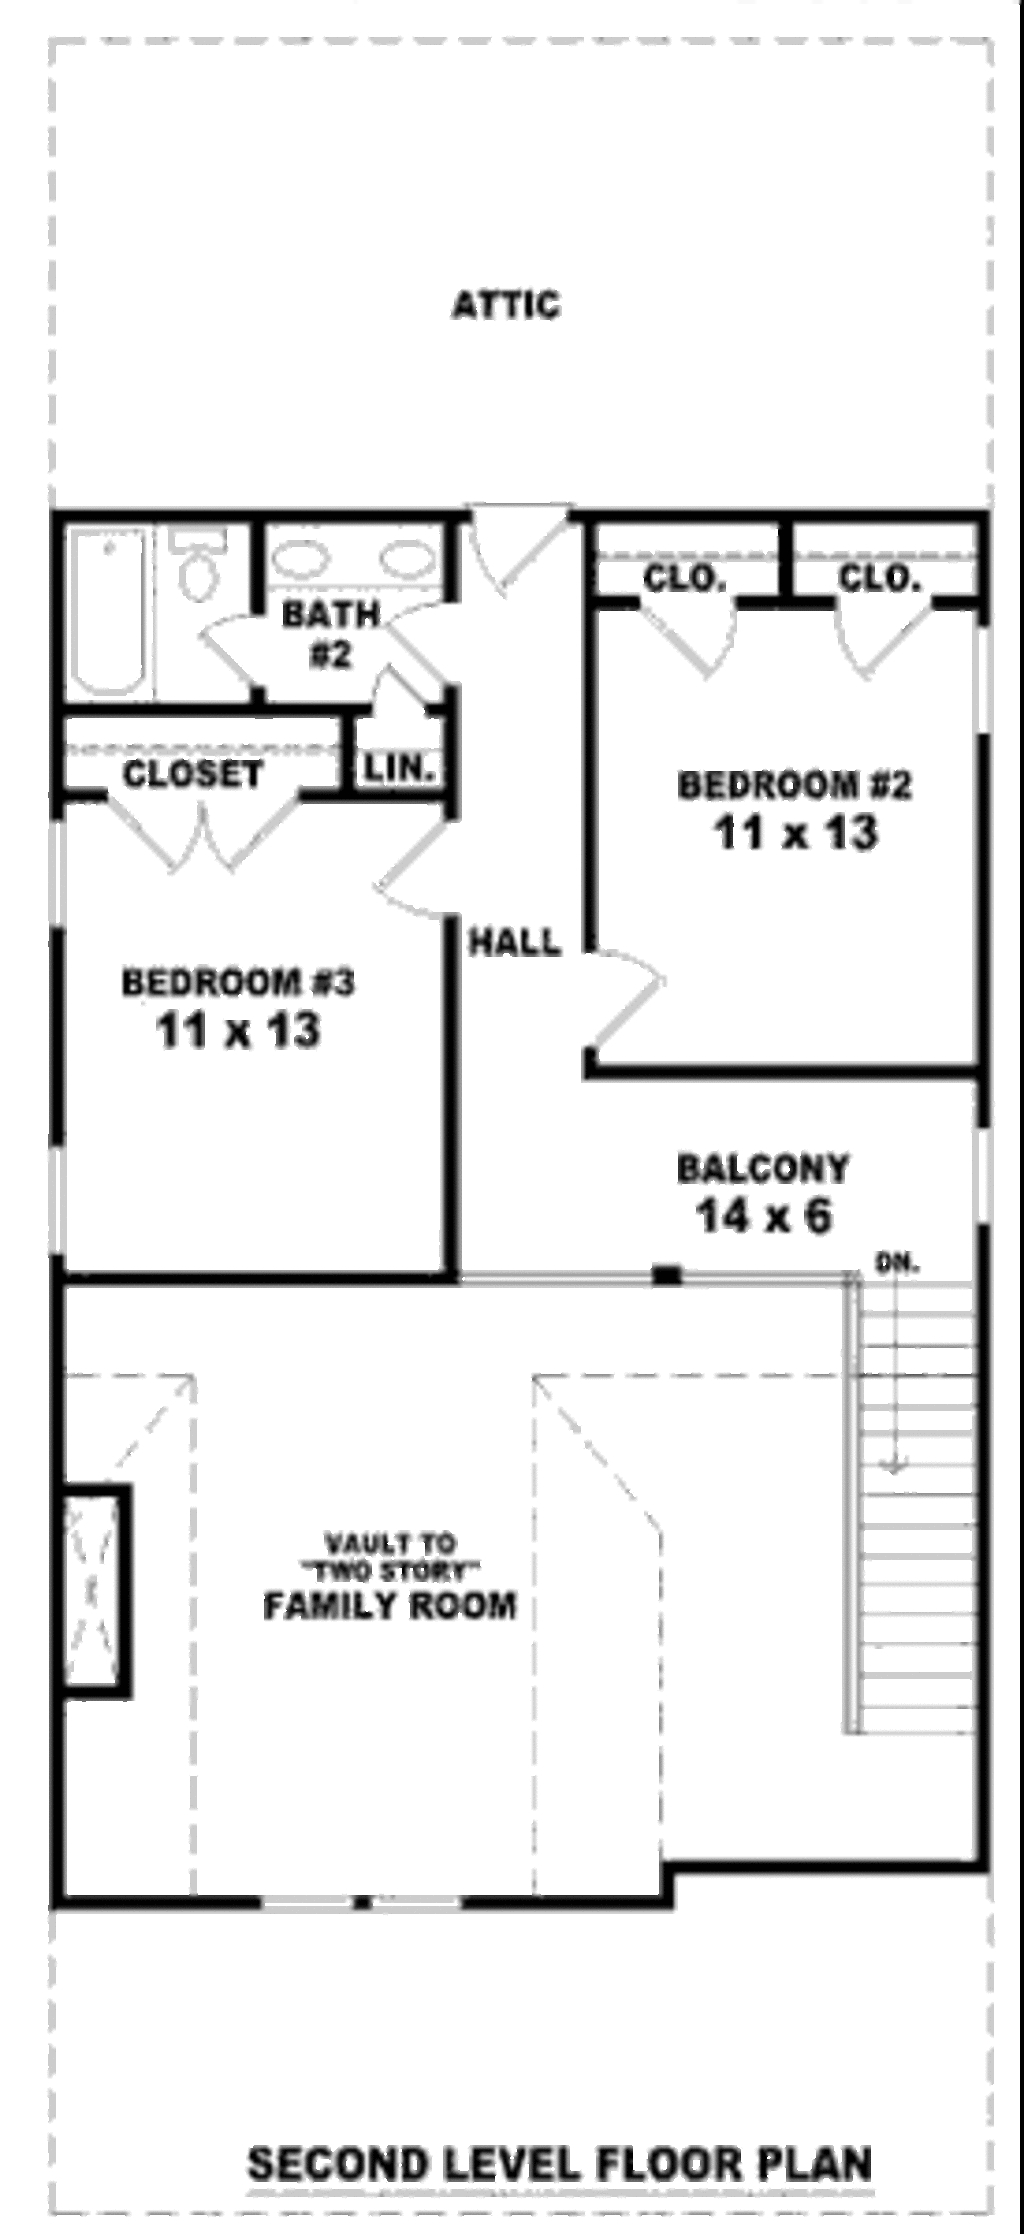 ATTIC
CLO.
CLO.
BATH
#2
CLOSET
LIN.
BEDROOM #2
11 x 13
HALL
BEDROOM #3
11 x 13
BALCONY
14 x 6
DN.
VAULT TO
"TWO STORY"
FAMILY ROOM
SECOND LEVEL FLOOR PLAN